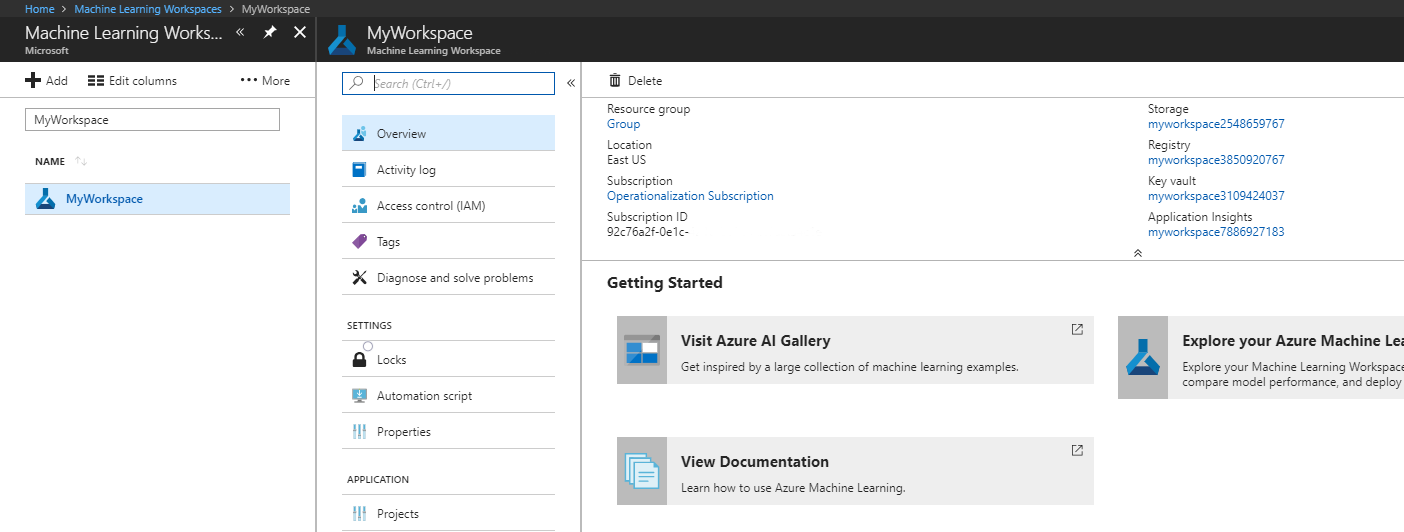 Home > Machine Learning Workspaces > MyWorkspace
Machine Learning Works... «
Microsoft
Add Edit columns ••• More
MyWorkspace
NAME
MyWorkspace
MyWorkspace
Machine Learning Workspace
Search (Ctrl+/)
«
Overview
Activity log
Access control (IAM)
Tags
Diagnose and solve problems
SETTINGS
Locks
Automation script
Properties
APPLICATION
Projects
Delete
Resource group
Group
Location
East US
Subscription
Operationalization Subscription
Subscription ID
92c76a2f-0e1c-
Storage
myworkspace2548659767
Registry
myworkspace3850920767
Key vault
myworkspace3109424037
Application Insights
myworkspace7886927183
Getting Started
Visit Azure AI Gallery
Get inspired by a large collection of machine learning examples.
Explore your Azure Machine Lea
Explore your Machine Learning Workspace
compare model performance, and deploy
View Documentation
Learn how to use Azure Machine Learning.